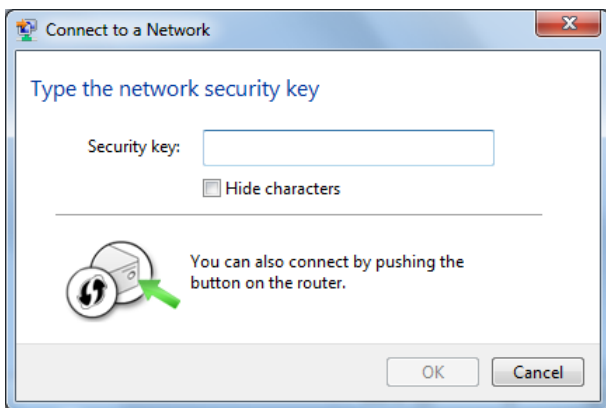 Connect to a Network
Type the network security key
Security key:
Hide characters
You can also connect by pushing the
button on the router.
OK
Cancel